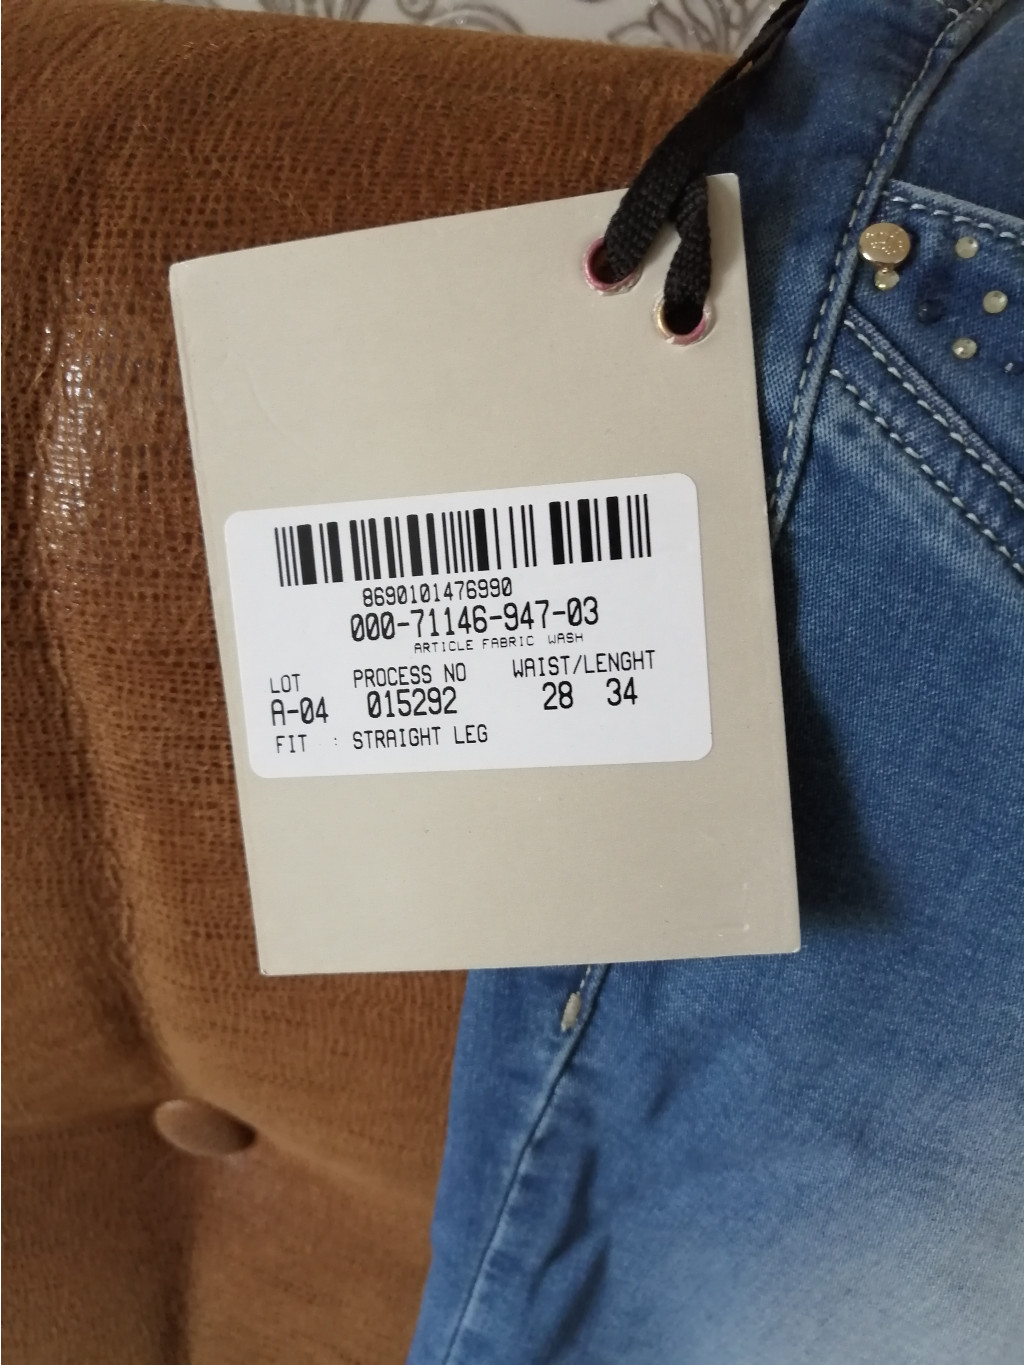 8690101476990
000-71146-947-03
ARTICLE FABRIC WASH
LOT PROCESS NO WAIST/LENGHT
A-04 015292 28 34
FIT : STRAIGHT LEG